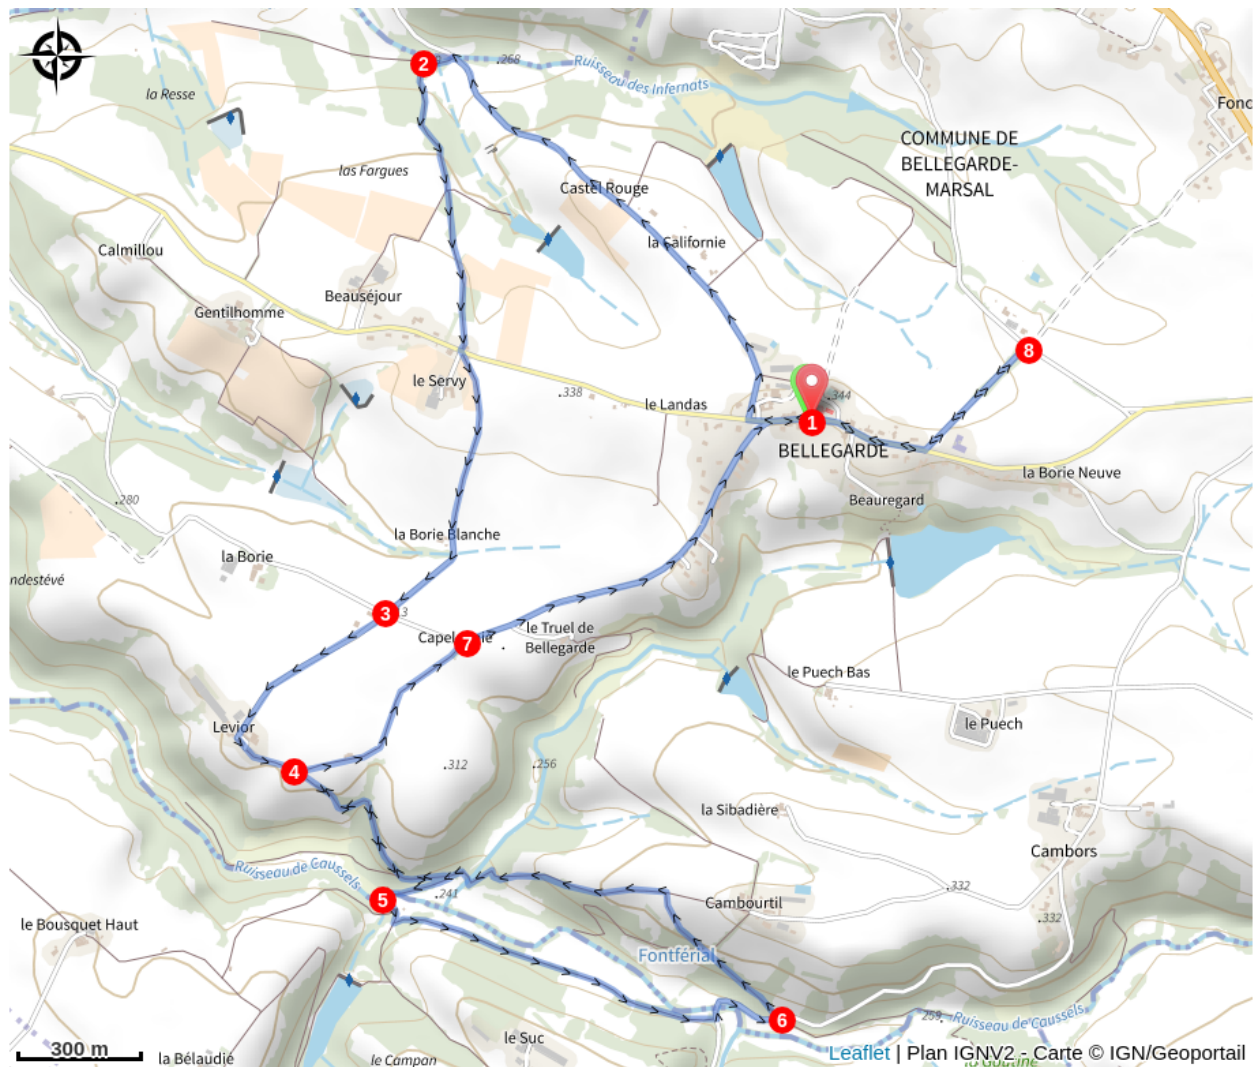 2
268
Ruisseau des Infernats
la Resse
Fonc
COMMUNE DE
BELLEGARDE-
MARSAL
las Fargues
Castel Rouge
la Californie
Calmillou
Beauséjour
Gentilhomme
8
le Servy
338
le Landas
344
1
BELLEGARDE
la Borie Neuve
Beauregard
280
la Borie Blanche
la Borie
ndestévé
3
3
7
le Truel de
Bellegarde
le Puech Bas
le Puech
Levior
4
312
256
la Sibadière
Cambors
Ruisseau de Caussels
5
241
332
Cambourtil
332
le Bousquet Haut
Fontférial
6
259
Ruisseau de Caussels
le Suc
300 m
la Bélaudié
le Campan
Leaflet | Plan IGNV2 - Carte © IGN/Geoportail